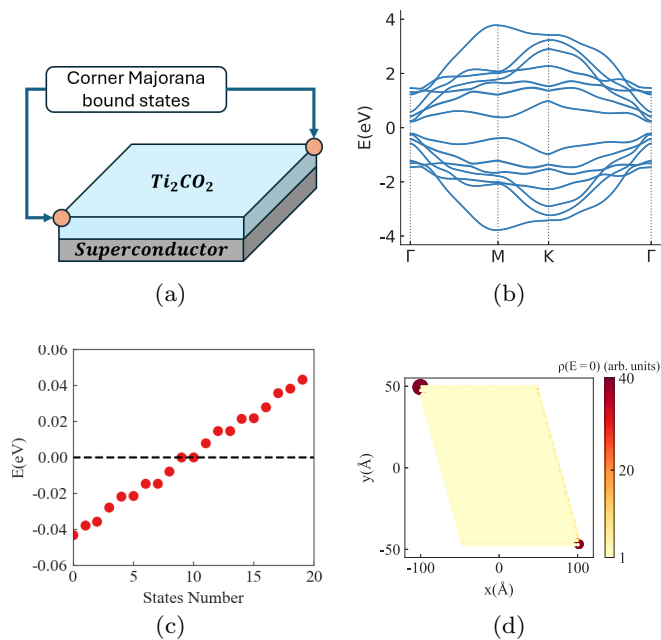 Corner Majorana
bound states
Ti₂CO₂
Superconductor
(a)
E(eV)
4
2
0
-2
-4
Γ M K Γ
(b)
E(eV)
0.06
0.04
0.02
0.00
-0.02
-0.04
-0.06
0 5 10 15 20
States Number
(c)
ρ(E = 0) (arb. units)
y(Å)
50
0
-50
-100 0 100
x(Å)
40
20
1
(d)